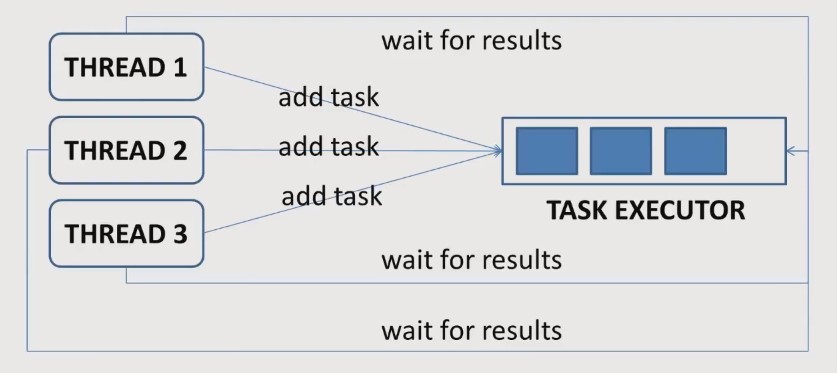 wait for results
THREAD 1
add task
THREAD 2
add task
THREAD 3
add task
TASK EXECUTOR
wait for results
wait for results